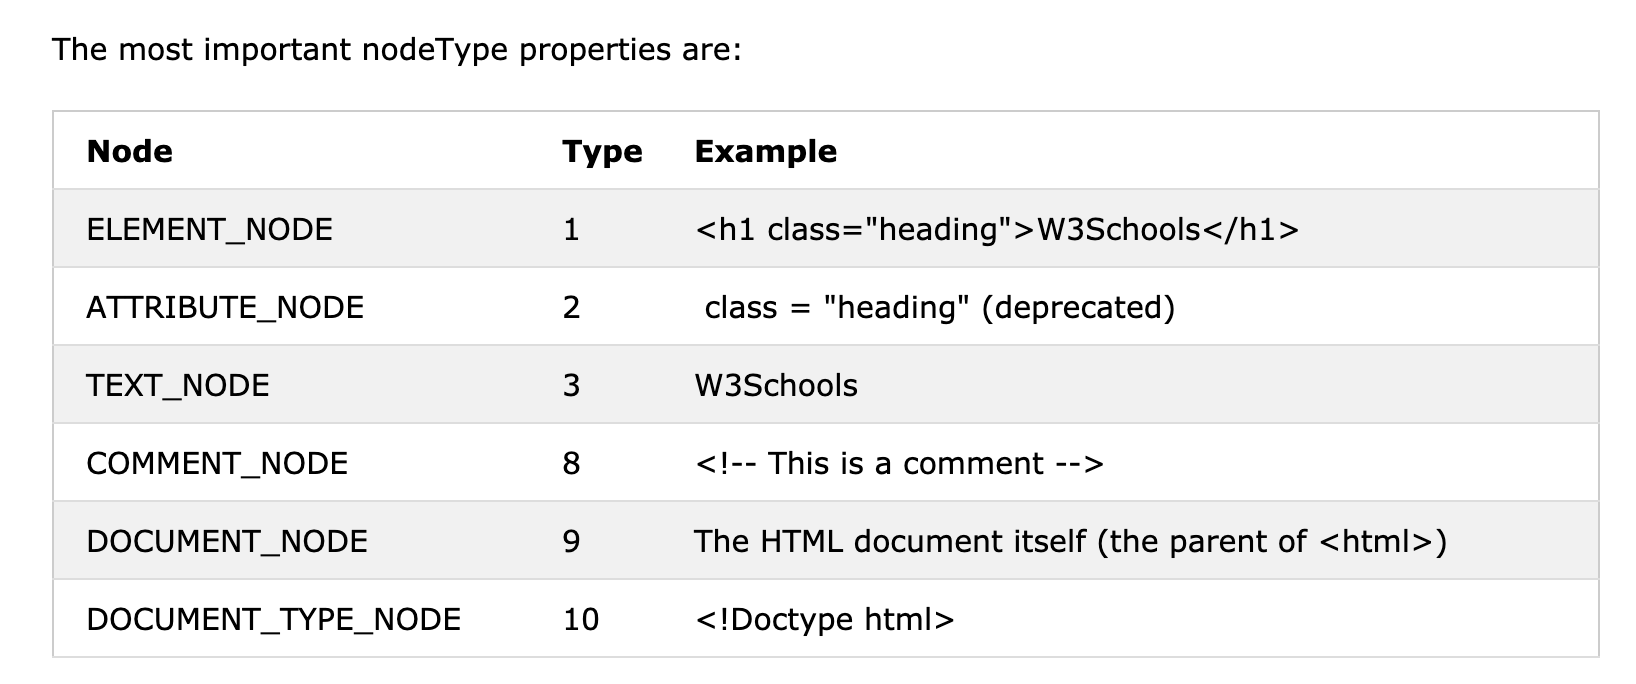 The most important nodeType properties are:
Node Type Example
ELEMENT_NODE 1 <h1 class="heading">W3Schools</h1>
ATTRIBUTE_NODE 2 class = "heading" (deprecated)
TEXT_NODE 3 W3Schools
COMMENT_NODE 8 <!-- This is a comment -->
DOCUMENT_NODE 9 The HTML document itself (the parent of <html>)
DOCUMENT_TYPE_NODE 10 <!Doctype html>